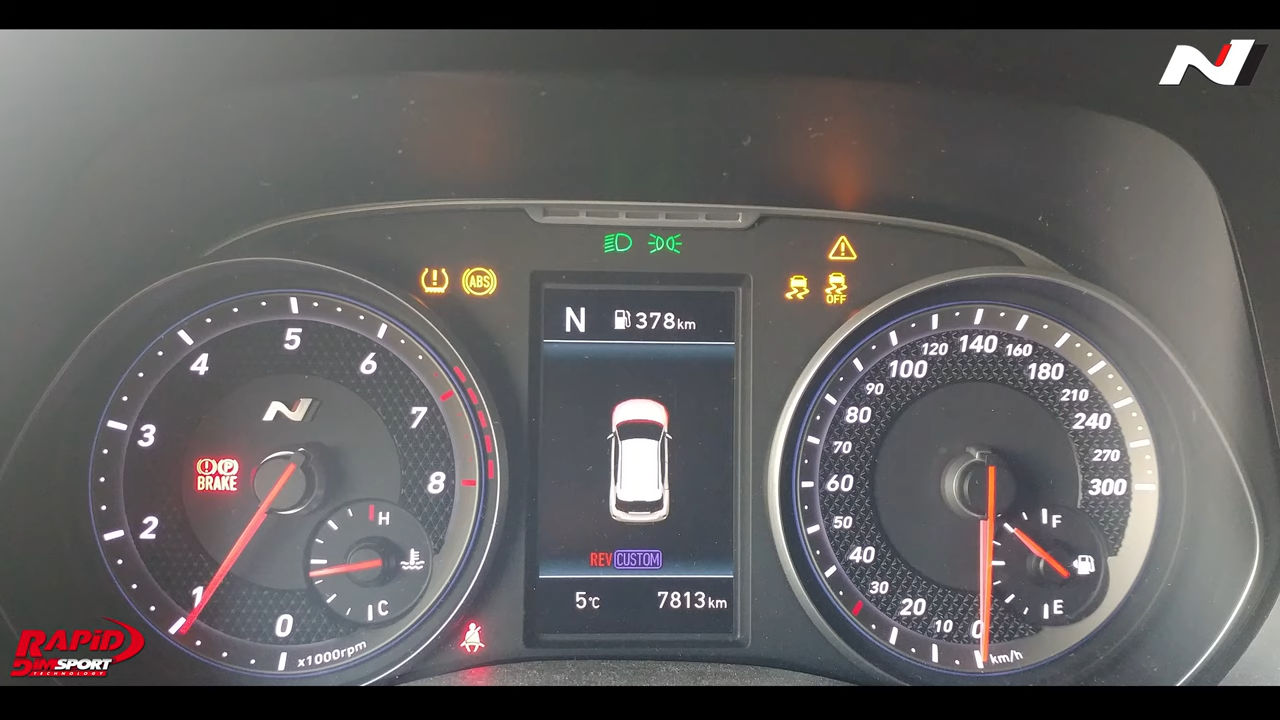 N
ABS
OFF
N 378km
0 1 2 3 4 5 6 7 8
x1000rpm
N
BRAKE
H
C
REV CUSTOM
5°C 7813km
0 10 20 30 40 50 60 70 80 90 100 120 140 160 180 210 240 270 300
km/h
F
E
RAPiD
DIMSPORT
TECHNOLOGY